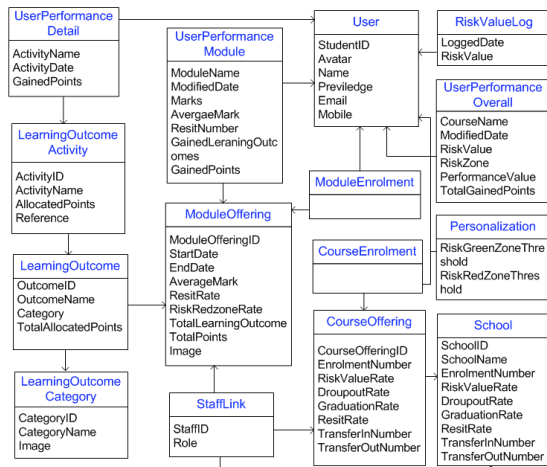 UserPerformance
Detail
ActivityName
ActivityDate
GainedPoints
UserPerformance
Module
ModuleName
ModifiedDate
Marks
AvergaeMark
ResitNumber
GainedLeraningOutc
omes
GainedPoints
User
StudentID
Avatar
Name
Previledge
Email
Mobile
RiskValueLog
LoggedDate
RiskValue
UserPerformance
Overall
CourseName
ModifiedDate
RiskValue
RiskZone
PerformanceValue
TotalGainedPoints
LearningOutcome
Activity
ActivityID
ActivityName
AllocatedPoints
Reference
ModuleEnrolment
ModuleOffering
ModuleOfferingID
StartDate
EndDate
AverageMark
ResitRate
RiskRedzoneRate
TotalLearningOutcome
TotalPoints
Image
Personalization
RiskGreenZoneThre
shold
RiskRedZoneThres
hold
CourseEnrolment
LearningOutcome
OutcomeID
OutcomeName
Category
TotalAllocatedPoints
CourseOffering
CourseOfferingID
EnrolmentNumber
RiskValueRate
DroupoutRate
GraduationRate
ResitRate
TransferInNumber
TransferOutNumber
School
SchoolID
SchoolName
EnrolmentNumber
RiskValueRate
DroupoutRate
GraduationRate
ResitRate
TransferInNumber
TransferOutNumber
LearningOutcome
Category
CategoryID
CategoryName
Image
StaffLink
StaffID
Role